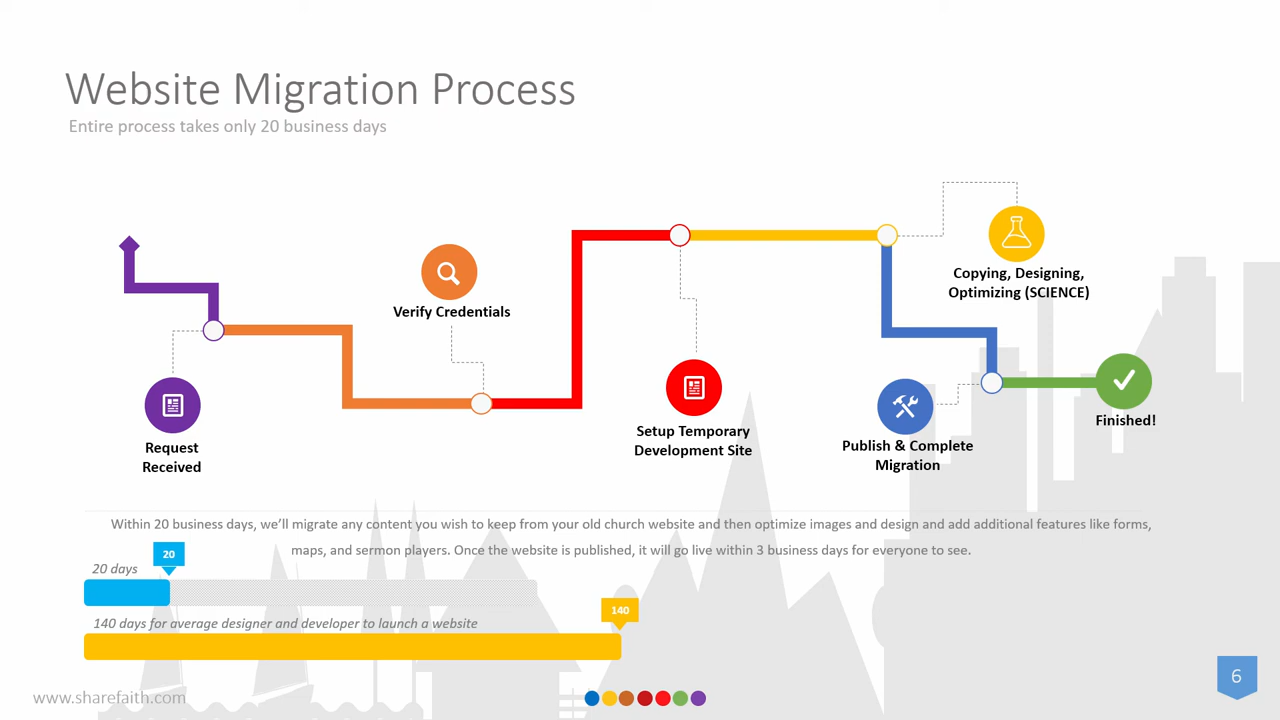 Website Migration Process
Entire process takes only 20 business days
Request
Received
Verify Credentials
Setup Temporary
Development Site
Copying, Designing,
Optimizing (SCIENCE)
Publish & Complete
Migration
Finished!
Within 20 business days, we'll migrate any content you wish to keep from your old church website and then optimize images and design and add additional features like forms,
maps, and sermon players. Once the website is published, it will go live within 3 business days for everyone to see.
20
20 days
140
140 days for average designer and developer to launch a website
www.sharefaith.com
6